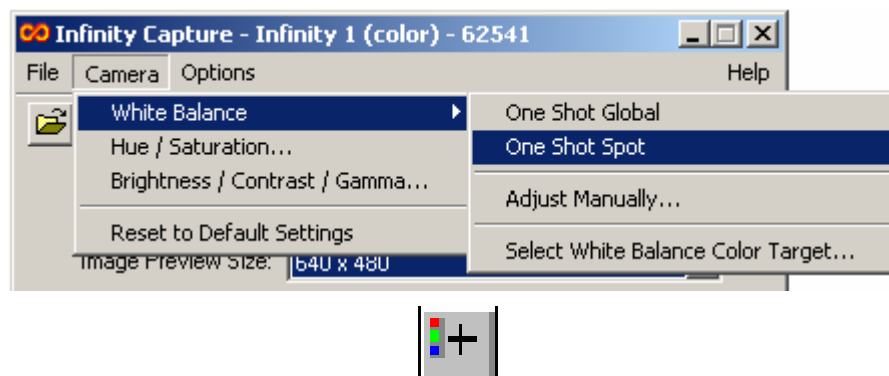 Infinity Capture - Infinity 1 (color) - 62541
File Camera Options Help
White Balance
One Shot Global
Hue / Saturation...
One Shot Spot
Brightness / Contrast / Gamma...
Adjust Manually...
Reset to Default Settings
Select White Balance Color Target...
Image Preview Size: 640 x 480